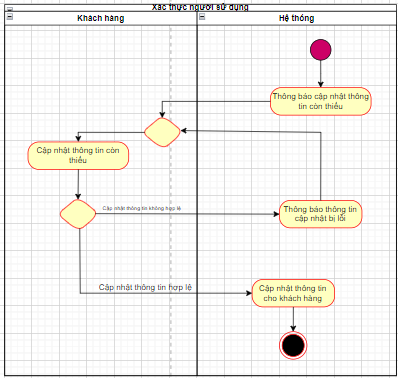 Xác thực người sử dụng
Khách hàng
Hệ thống
Thông báo cập nhật thông
tin còn thiếu
Cập nhật thông tin còn
thiếu
Cập nhật thông tin không hợp lệ
Thông báo thông tin
cập nhật bị lỗi
Cập nhật thông tin hợp lệ
Cập nhật thông tin
cho khách hàng